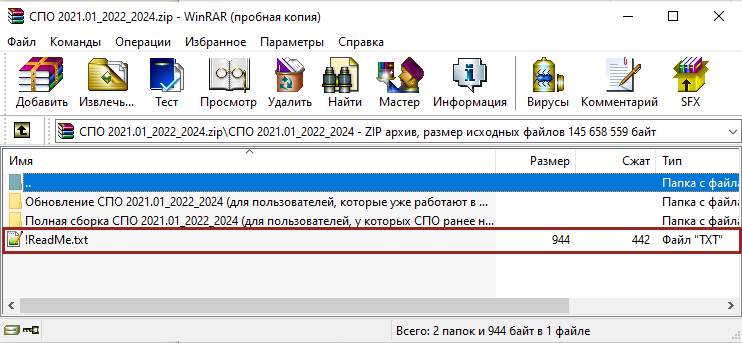 СПО 2021.01_2022_2024.zip - WinRAR (пробная копия)
Файл Команды Операции Избранное Параметры Справка
Добавить Извлечь... Тест Просмотр Удалить Найти Мастер Информация Вирусы Комментарий SFX
СПО 2021.01_2022_2024.zip\СПО 2021.01_2022_2024 - ZIP архив, размер исходных файлов 145 658 559 байт
Имя Размер Сжат Тип
.. Папка с файла
Обновление СПО 2021.01_2022_2024 (для пользователей, которые уже работают в ... Папка с файла
Полная сборка СПО 2021.01_2022_2024 (для пользователей, у которых СПО ранее н... Папка с файла
!ReadMe.txt 944 442 Файл "TXT"
Всего: 2 папок и 944 байт в 1 файле